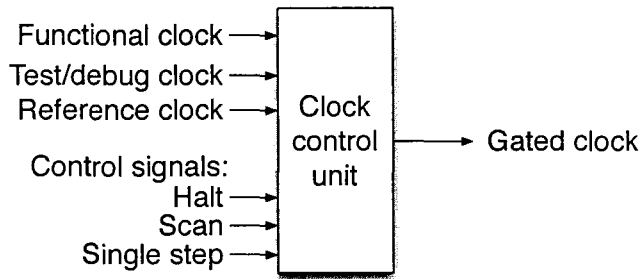 Functional clock
Test/debug clock
Reference clock
Control signals:
Halt
Scan
Single step
Clock
control
unit
Gated clock